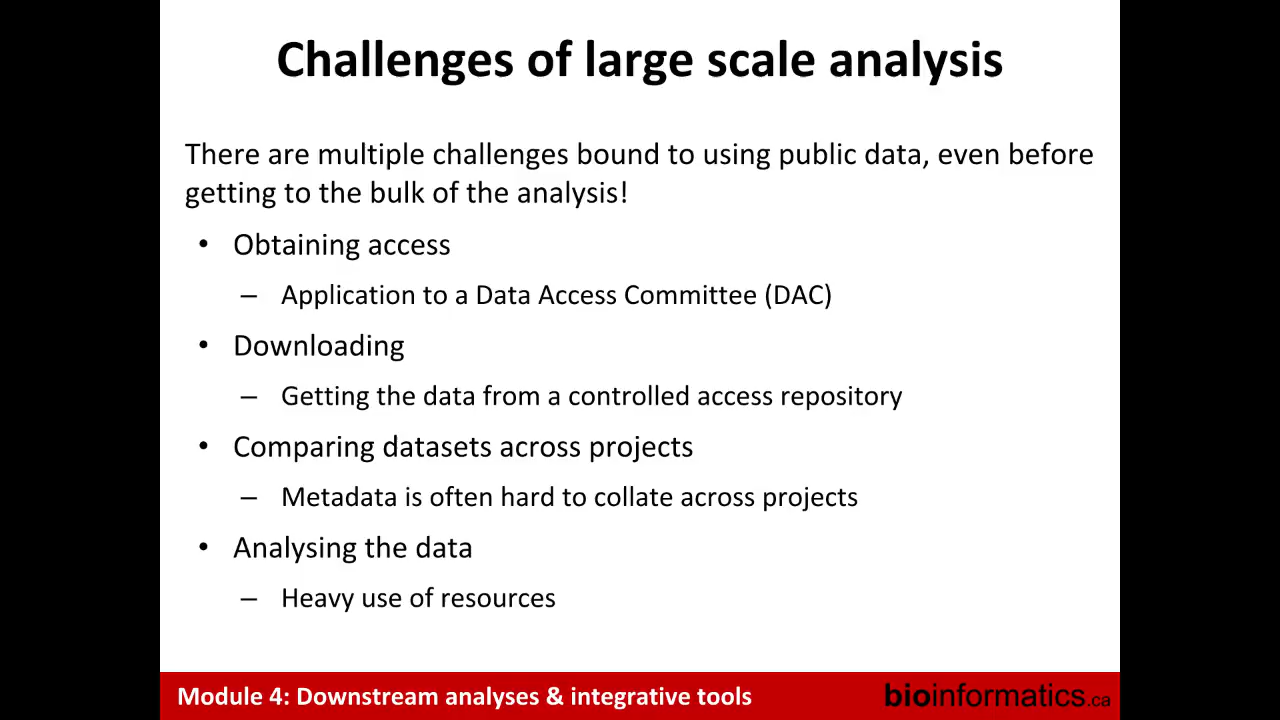 Challenges of large scale analysis
There are multiple challenges bound to using public data, even before
getting to the bulk of the analysis!
• Obtaining access
– Application to a Data Access Committee (DAC)
• Downloading
– Getting the data from a controlled access repository
• Comparing datasets across projects
– Metadata is often hard to collate across projects
• Analysing the data
– Heavy use of resources
Module 4: Downstream analyses & integrative tools
bioinformatics.ca